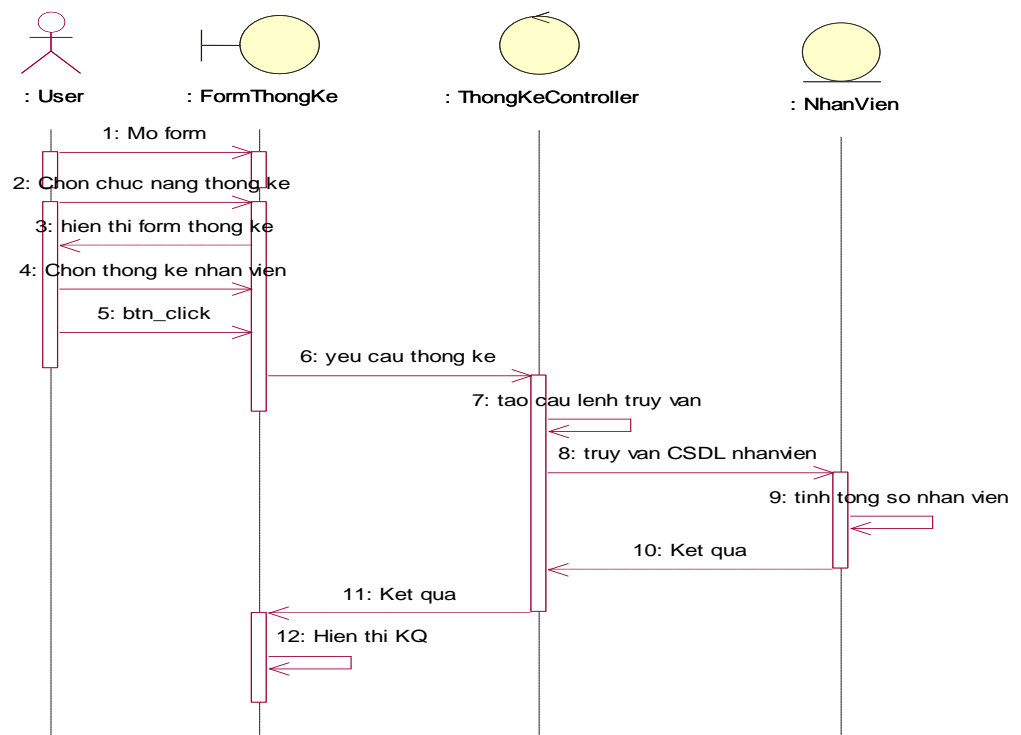 : User
: FormThongKe
: ThongKeController
: NhanVien
1: Mo form
2: Chon chuc nang thong ke
3: hien thi form thong ke
4: Chon thong ke nhan vien
5: btn_click
6: yeu cau thong ke
7: tao cau lenh truy van
8: truy van CSDL nhanvien
9: tinh tong so nhan vien
10: Ket qua
11: Ket qua
12: Hien thi KQ